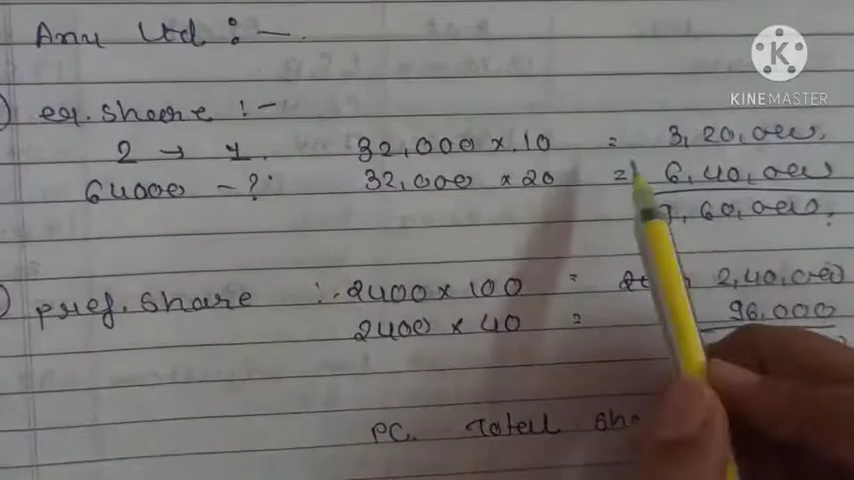 Anu Ltd :-.
K
KINEMASTER
eq. share :-
2 → 1. 32,000 × 10 = 3,20,000.
64000 - ? 32,000 × 20 = 6,40,000
9,60,000.
pref. share :. 2400 × 100 = 2,40,000
2400 × 40 = 96,000
PC. Total